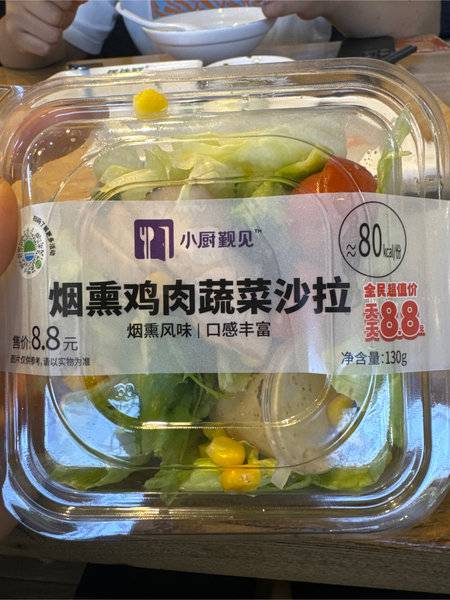 小厨觐见™
≈80kcal/份
烟熏鸡肉蔬菜沙拉
烟熏风味 | 口感丰富
售价:8.8元
图片仅供参考,请以实物为准
全民超值价
天天8.8元
净含量:130g